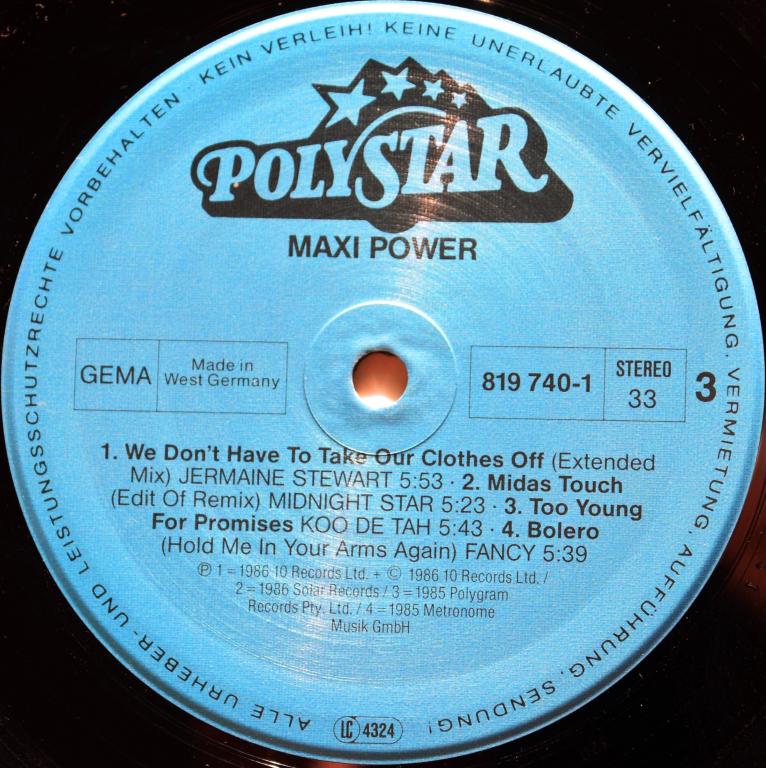 ALLE URHEBER- UND LEISTUNGSSCHUTZRECHTE VORBEHALTEN · KEIN VERLEIH! KEINE UNERLAUBTE VERVIELFÄLTIGUNG, VERMIETUNG, AUFFÜHRUNG, SENDUNG!
POLYSTAR
MAXI POWER
GEMA
Made in
West Germany
819 740-1
STEREO
33
3
1. We Don't Have To Take Our Clothes Off (Extended
Mix) JERMAINE STEWART 5:53 · 2. Midas Touch
(Edit Of Remix) MIDNIGHT STAR 5:23 · 3. Too Young
For Promises KOO DE TAH 5:43 · 4. Bolero
(Hold Me In Your Arms Again) FANCY 5:39
℗ 1 = 1986 10 Records Ltd. + © 1986 10 Records Ltd. /
2 = 1986 Solar Records / 3 = 1985 Polygram
Records Pty. Ltd. / 4 = 1985 Metronome
Musik GmbH
LC 4324